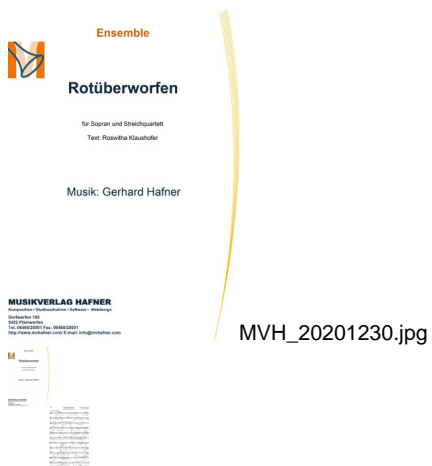 Ensemble
Rotüberworfen
für Sopran und Streichquartett
Text: Roswitha Klaushofer
Musik: Gerhard Hafner
MUSIKVERLAG HAFNER
Komposition • Studioaufnahme • Software • Webdesign
Dorfwerfen 180
5452 Pfarrwerfen
Tel. 06468/20001 Fax: 06468/20001
http://www.mvhafner.com/ E-mail: info@mvhafner.com
MVH_20201230.jpg
Ensemble
Rotüberworfen